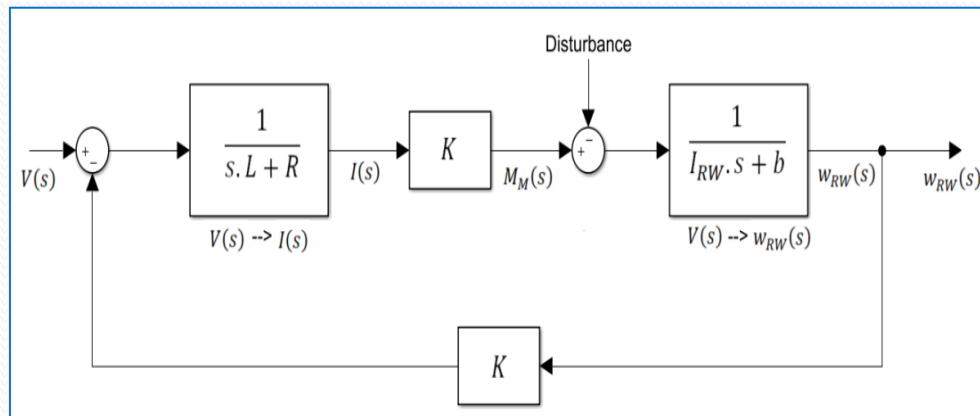 Disturbance
+
-
V(s)
1
s.L + R
V(s) --> I(s)
I(s)
K
M_M(s)
-
+
1
I_RW.s + b
V(s) --> w_RW(s)
w_RW(s)
w_RW(s)
K